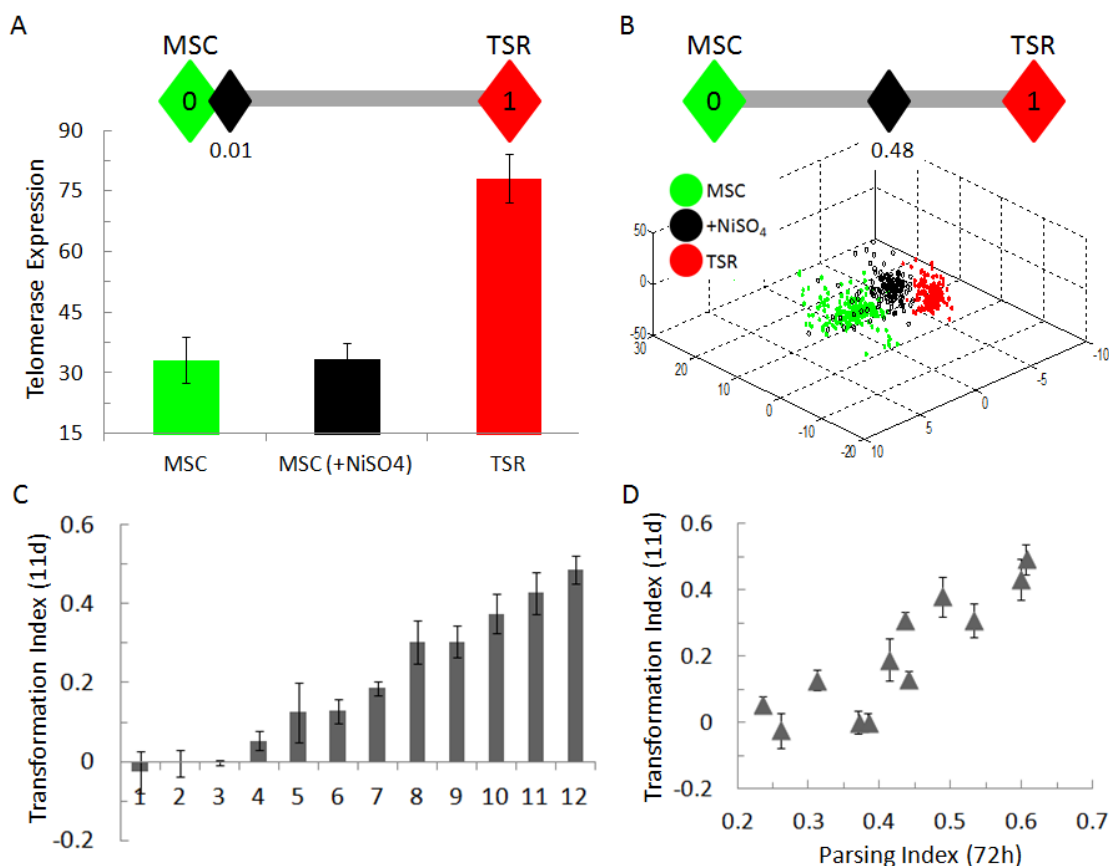 A
MSC
TSR
0
1
0.01
Telomerase Expression
90
75
60
45
30
15
MSC
MSC (+NiSO4)
TSR
B
MSC
TSR
0
1
0.48
MSC
+NiSO₄
TSR
50
0
-50
30
20
10
0
-10
-20
10
5
0
-5
-10
C
Transformation Index (11d)
0.6
0.4
0.2
0
-0.2
1 2 3 4 5 6 7 8 9 10 11 12
D
Transformation Index (11d)
0.6
0.4
0.2
0
-0.2
0.2 0.3 0.4 0.5 0.6 0.7
Parsing Index (72h)